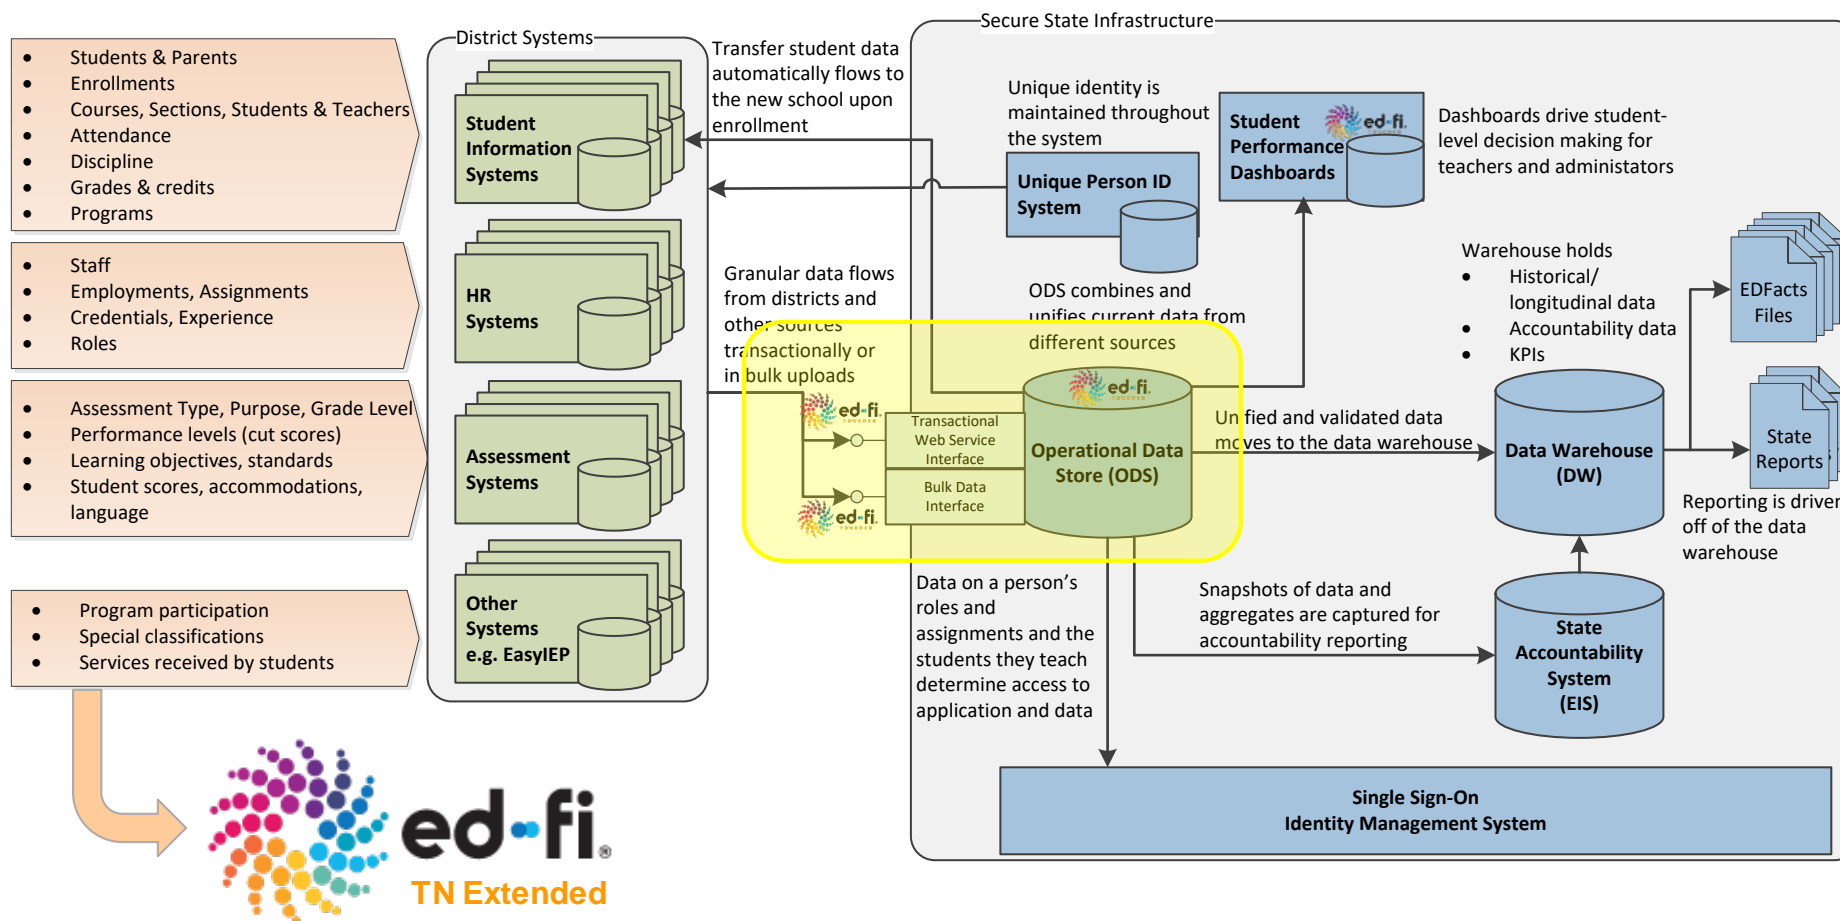 Students & Parents
Enrollments
Courses, Sections, Students & Teachers
Attendance
Discipline
Grades & credits
Programs
Staff
Employments, Assignments
Credentials, Experience
Roles
Assessment Type, Purpose, Grade Level
Performance levels (cut scores)
Learning objectives, standards
Student scores, accommodations,
language
Program participation
Special classifications
Services received by students
ed-fi®
TN Extended
District Systems
Student
Information
Systems
HR
Systems
Assessment
Systems
Other
Systems
e.g. EasyIEP
Transfer student data
automatically flows to
the new school upon
enrollment
Granular data flows
from districts and
other sources
transactionally or
in bulk uploads
Secure State Infrastructure
Unique identity is
maintained throughout
the system
Unique Person ID
System
Student
Performance
Dashboards
ed-fi.
POWERED
Dashboards drive student-
level decision making for
teachers and administators
ODS combines and
unifies current data from
different sources
ed-fi.
POWERED
Operational Data
Store (ODS)
ed-fi.
POWERED
Transactional
Web Service
Interface
Bulk Data
Interface
ed-fi.
POWERED
Unified and validated data
moves to the data warehouse
Warehouse holds
Historical/
longitudinal data
Accountability data
KPIs
Data Warehouse
(DW)
EDFacts
Files
State
Reports
Reporting is driven
off of the data
warehouse
Data on a person's
roles and
assignments and the
students they teach
determine access to
application and data
Snapshots of data and
aggregates are captured for
accountability reporting
State
Accountability
System
(EIS)
Single Sign-On
Identity Management System